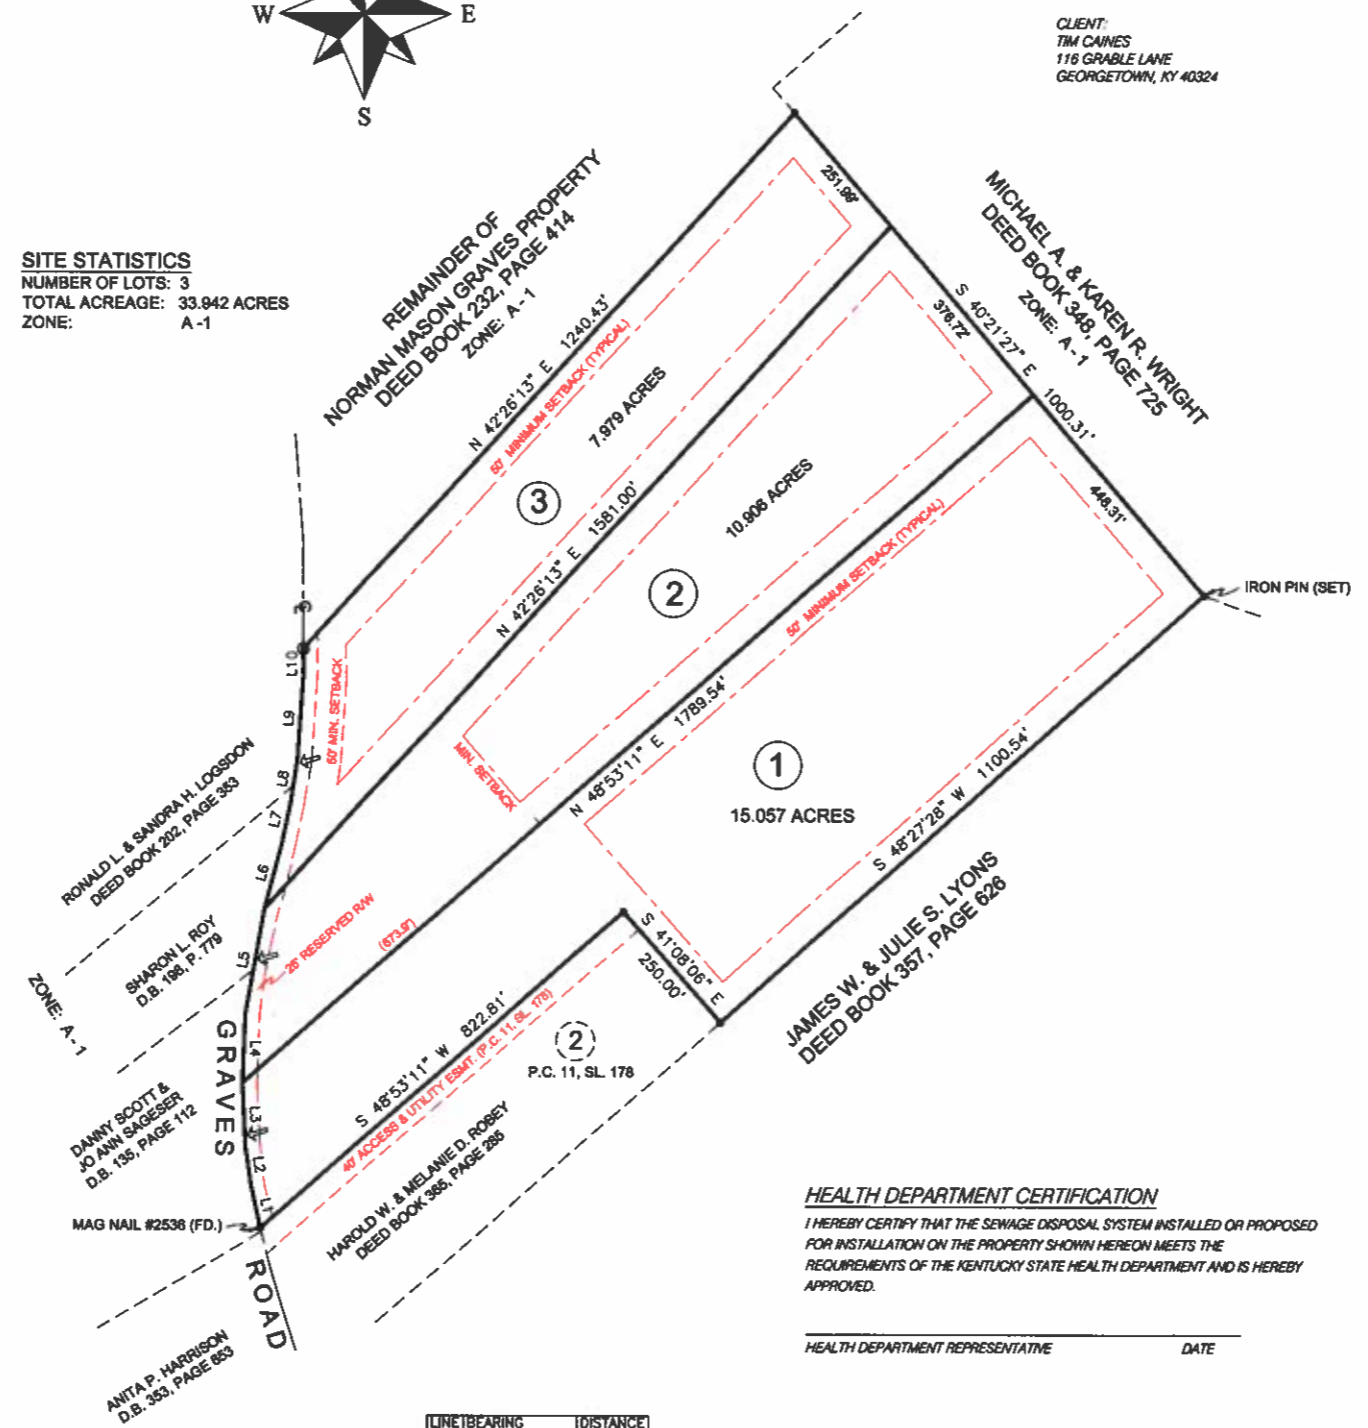 W
E
S
CLIENT:
TIM CAINES
116 GRABLE LANE
GEORGETOWN, KY 40324
SITE STATISTICS
NUMBER OF LOTS: 3
TOTAL ACREAGE: 33.942 ACRES
ZONE: A-1
REMAINDER OF
NORMAN MASON GRAVES PROPERTY
DEED BOOK 232, PAGE 414
ZONE: A-1
MICHAEL A. & KAREN R. WRIGHT
DEED BOOK 348, PAGE 725
ZONE: A-1
251.99'
S 40°21'27" E 1000.31'
376.72'
448.31'
IRON PIN (SET)
N 42°26'13" E 1240.43'
50' MINIMUM SETBACK (TYPICAL)
7.979 ACRES
3
N 42°26'13" E 1581.00'
10.906 ACRES
2
50' MINIMUM SETBACK (TYPICAL)
N 48°53'11" E 1789.54'
MIN. SETBACK
1
15.057 ACRES
S 48°27'28" W 1100.54'
JAMES W. & JULIE S. LYONS
DEED BOOK 357, PAGE 626
50' MIN. SETBACK
L10
L9
L8
L7
L6
L5
L4
L3
L2
L1
RONALD L. & SANDRA H. LOGSDON
DEED BOOK 202, PAGE 353
SHARON L. ROY
D.B. 198, P. 779
ZONE: A-1
DANNY SCOTT &
JO ANN SAGESER
D.B. 135, PAGE 112
25' RESERVED R/W
(673.9')
S 41°08'06" E
250.00'
S 48°53'11" W 822.81'
40' ACCESS & UTILITY ESMT. (P.C. 11, SL. 178)
2
P.C. 11, SL. 178
HAROLD W. & MELANIE D. ROBEY
DEED BOOK 365, PAGE 285
GRAVES
ROAD
MAG NAIL #2536 (FD.)
ANITA P. HARRISON
D.B. 353, PAGE 653
HEALTH DEPARTMENT CERTIFICATION
I HEREBY CERTIFY THAT THE SEWAGE DISPOSAL SYSTEM INSTALLED OR PROPOSED
FOR INSTALLATION ON THE PROPERTY SHOWN HEREON MEETS THE
REQUIREMENTS OF THE KENTUCKY STATE HEALTH DEPARTMENT AND IS HEREBY
APPROVED.
HEALTH DEPARTMENT REPRESENTATIVE DATE
LINE BEARING DISTANCE